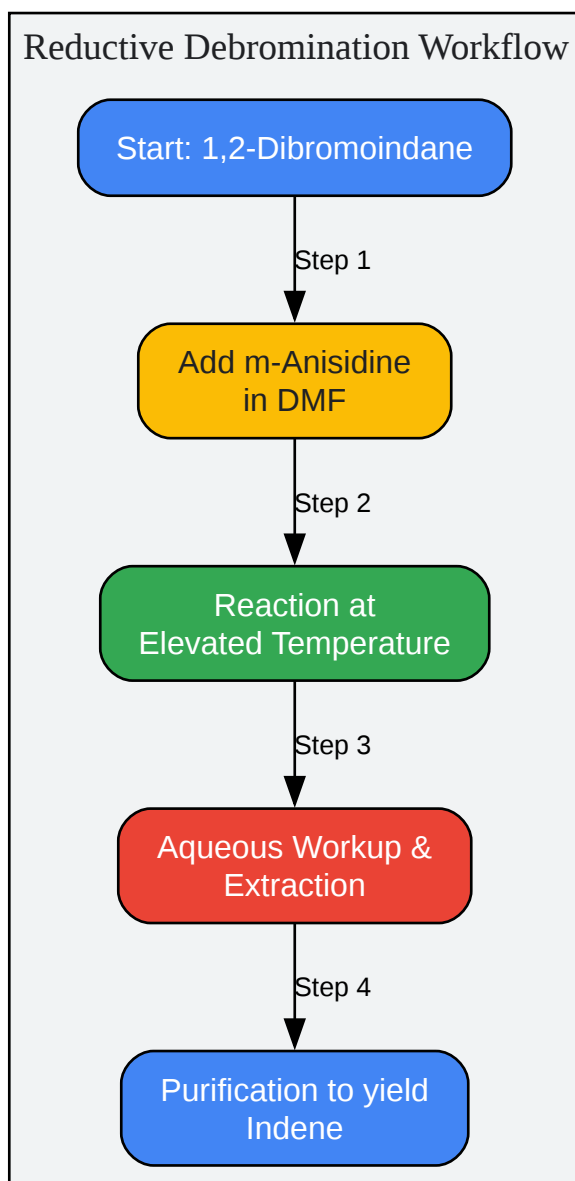 Reductive Debromination Workflow
Start: 1,2-Dibromoindane
Step 1
Add m-Anisidine
in DMF
Step 2
Reaction at
Elevated Temperature
Step 3
Aqueous Workup &
Extraction
Step 4
Purification to yield
Indene